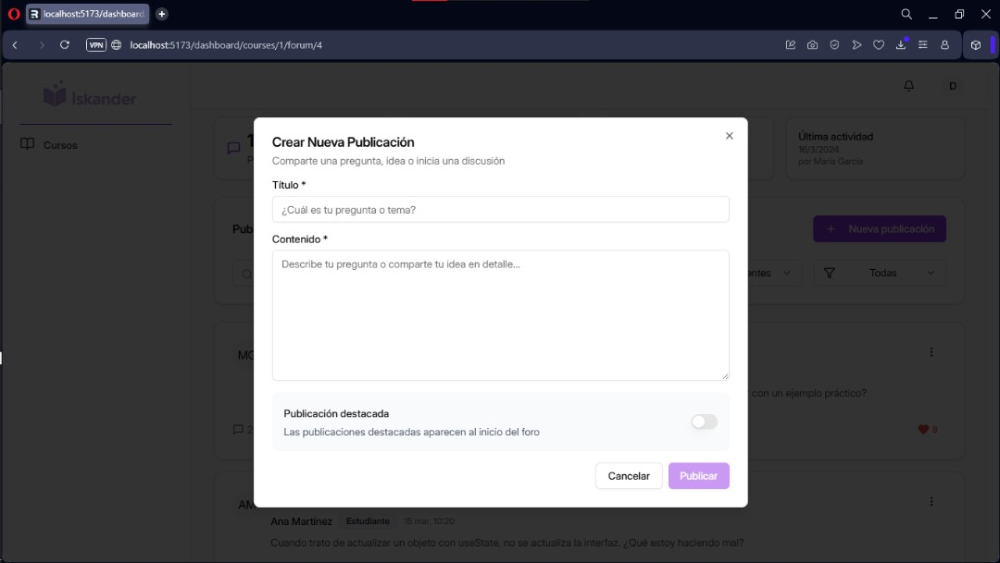 localhost:5173/dashboard
VPN
localhost:5173/dashboard/courses/1/forum/4
Iskander
D
Cursos
1
Última actividad
16/3/2024
por María García
Crear Nueva Publicación
Comparte una pregunta, idea o inicia una discusión
Título *
¿Cuál es tu pregunta o tema?
Contenido *
Describe tu pregunta o comparte tu idea en detalle...
Pub
+ Nueva publicación
entes
Todas
MG
con un ejemplo práctico?
2
8
Publicación destacada
Las publicaciones destacadas aparecen al inicio del foro
Cancelar
Publicar
AM
Ana Martínez Estudiante 15 mar, 10:20
Cuando trato de actualizar un objeto con useState, no se actualiza la interfaz. ¿Qué estoy haciendo mal?